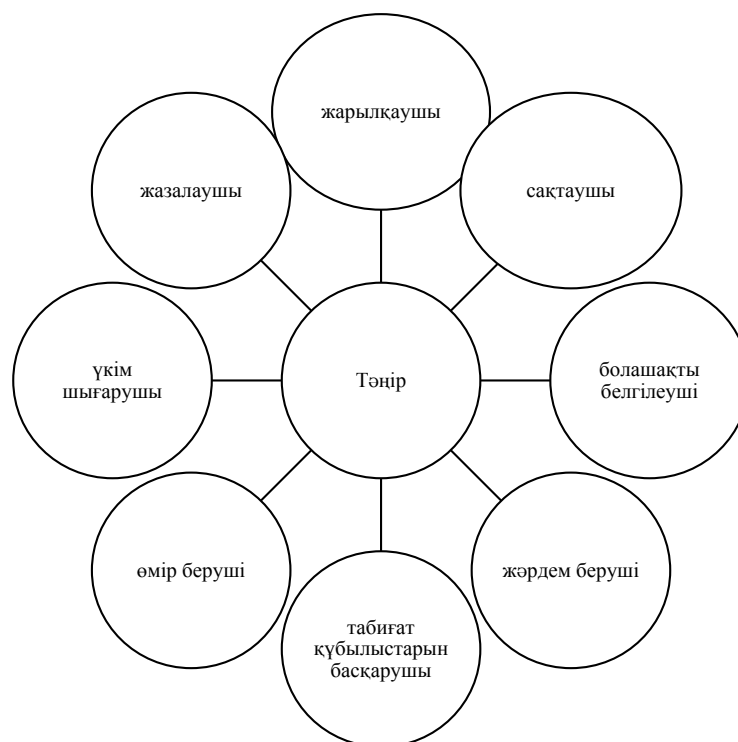 жарылқаушы
жазалаушы
сақтаушы
үкім
шығарушы
Тәңір
болашақты
белгілеуші
өмір беруші
жәрдем беруші
табиғат
құбылыстарын
басқарушы